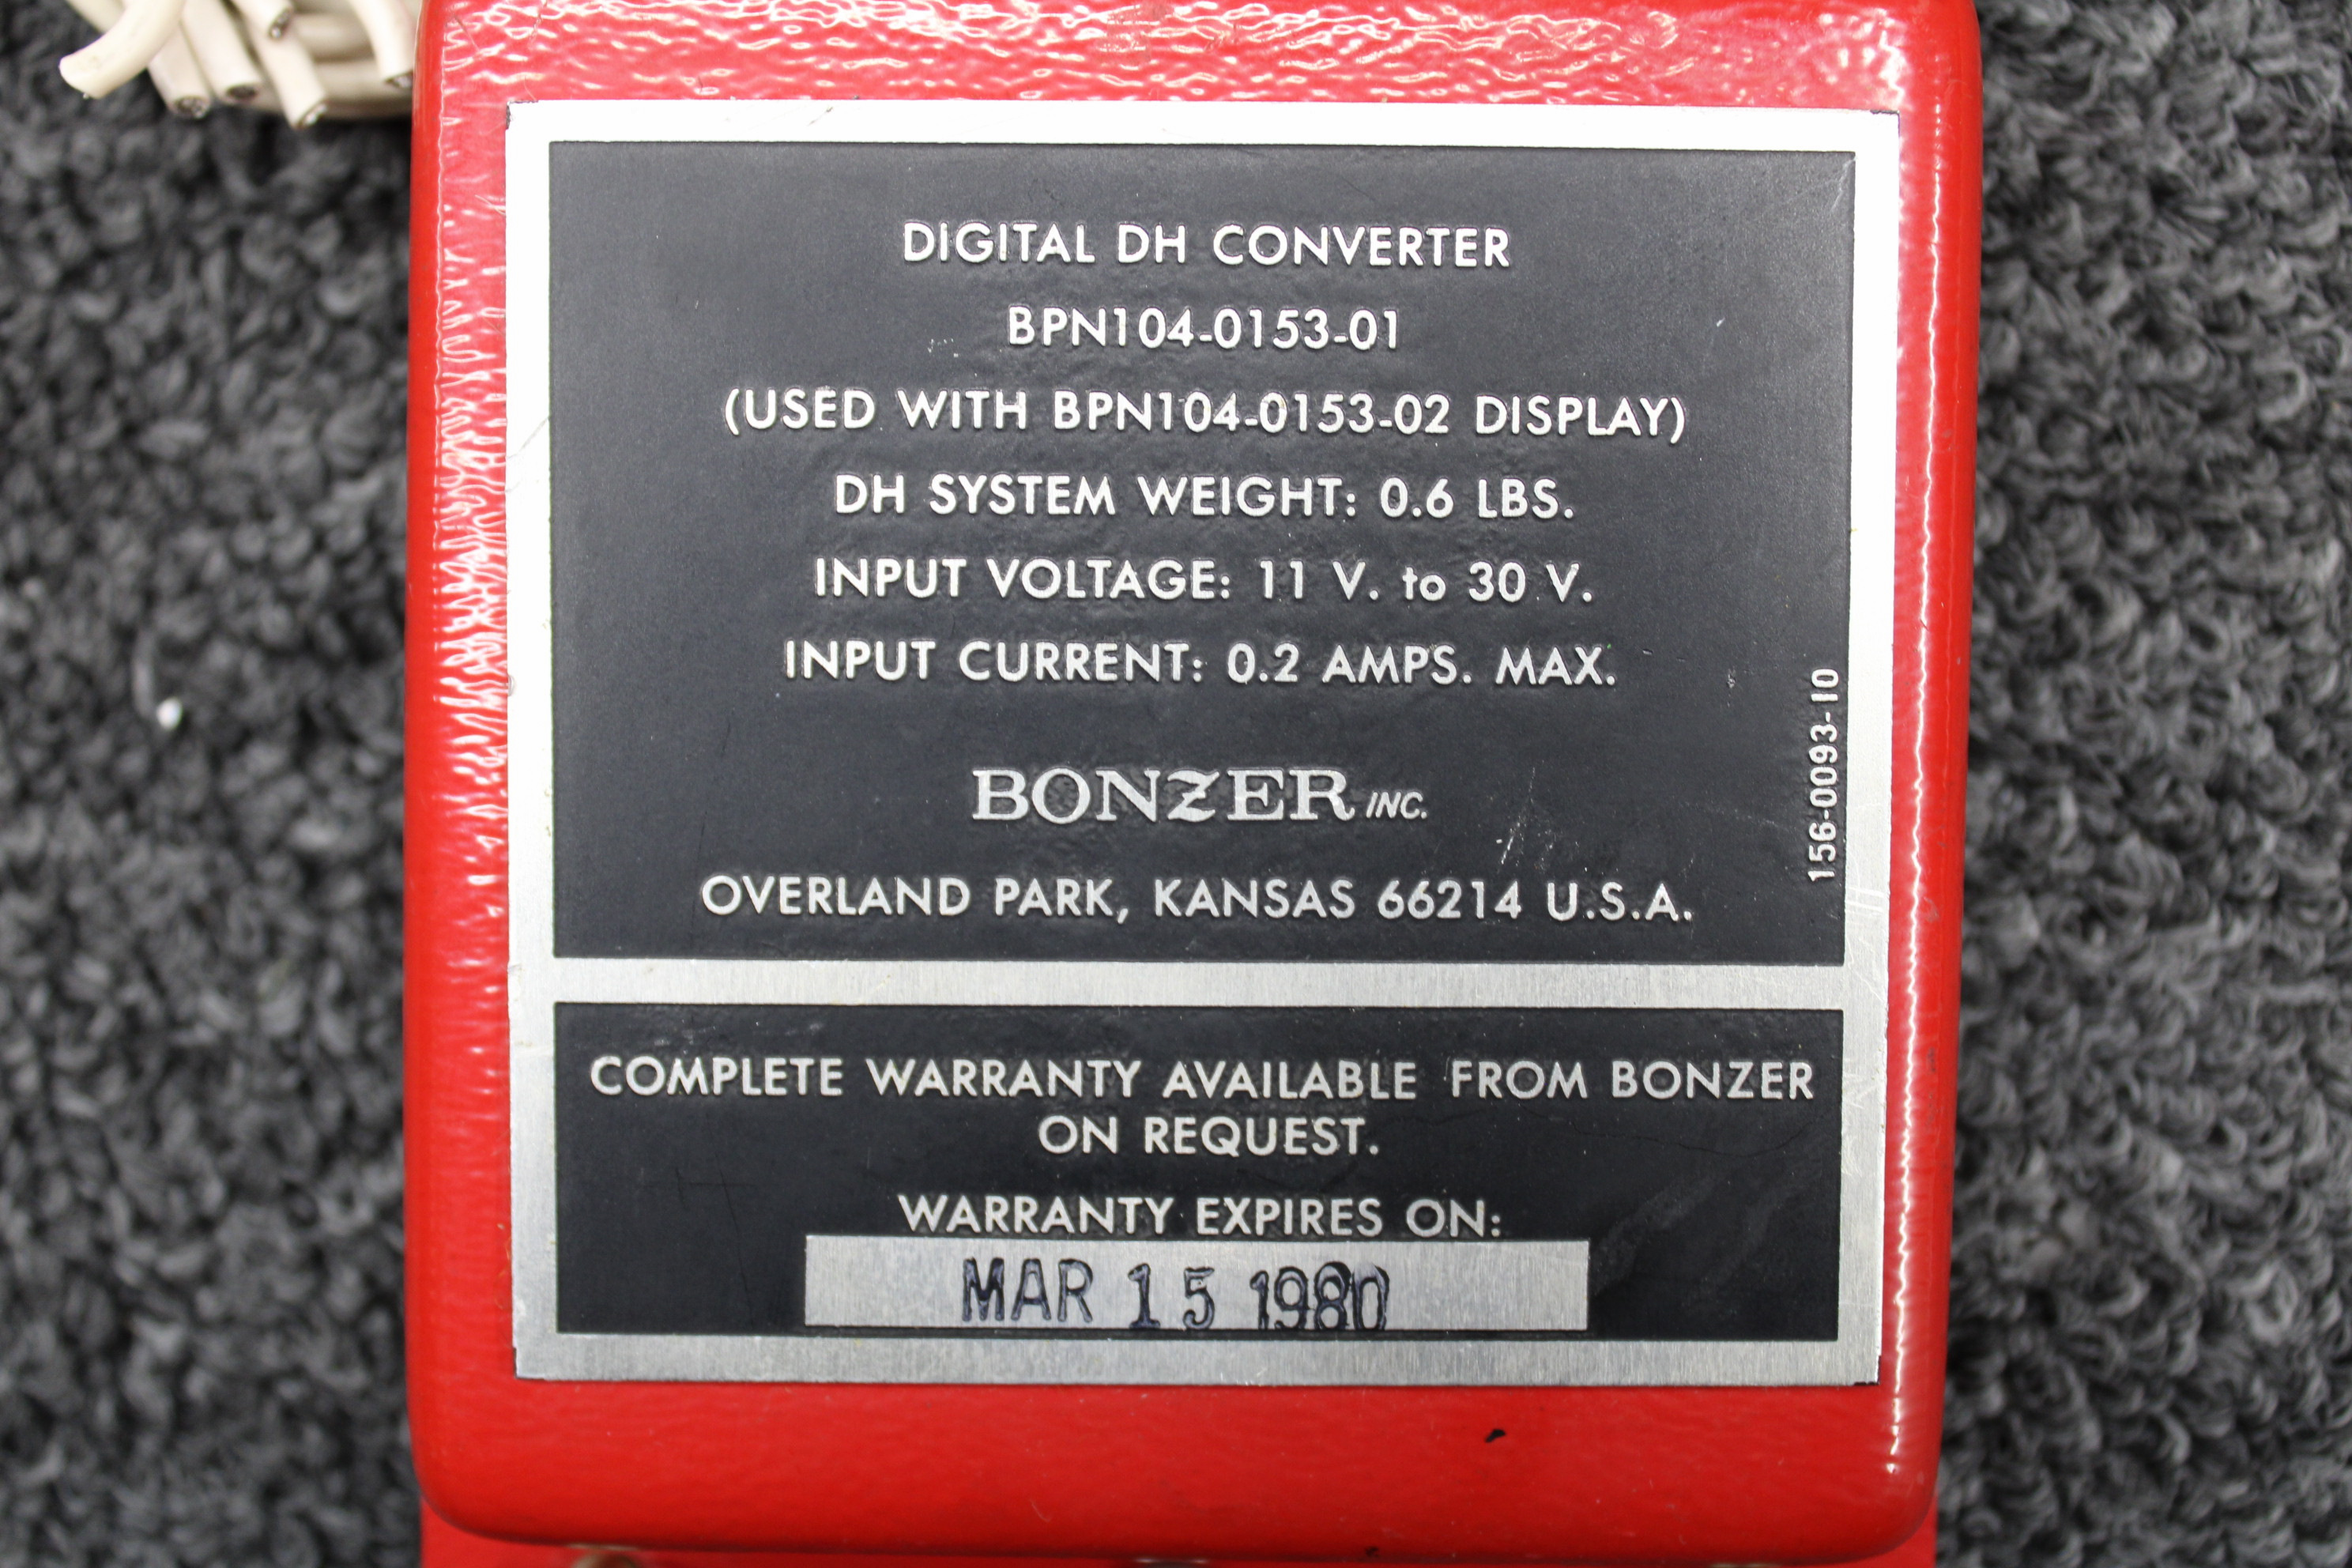 DIGITAL DH CONVERTER
BPN104-0153-01
(USED WITH BPN104-0153-02 DISPLAY)
DH SYSTEM WEIGHT: 0.6 LBS.
INPUT VOLTAGE: 11 V. to 30 V.
INPUT CURRENT: 0.2 AMPS. MAX.
BONZER INC.
OVERLAND PARK, KANSAS 66214 U.S.A.
156-0093-10
COMPLETE WARRANTY AVAILABLE FROM BONZER
ON REQUEST.
WARRANTY EXPIRES ON:
MAR 15 1980